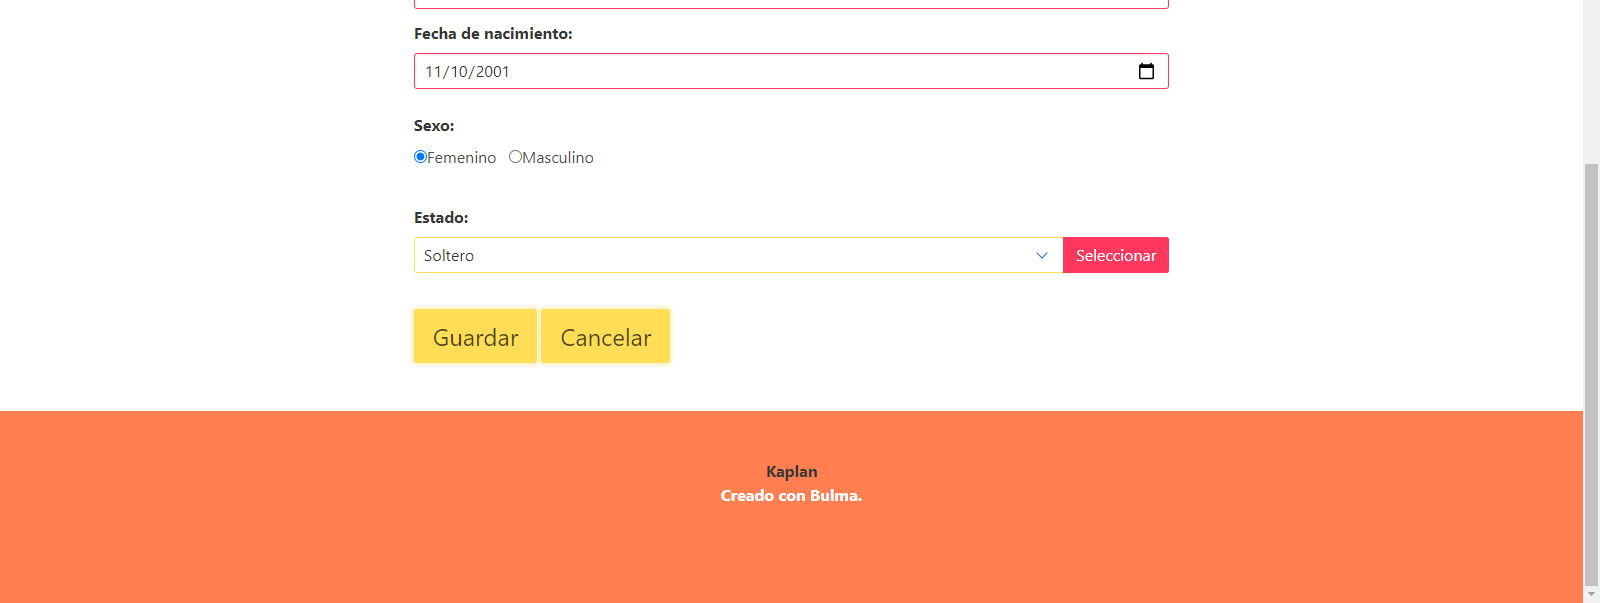 Fecha de nacimiento:
11/10/2001
Sexo:
Femenino Masculino
Estado:
Soltero Seleccionar
Guardar Cancelar
Kaplan
Creado con Bulma.